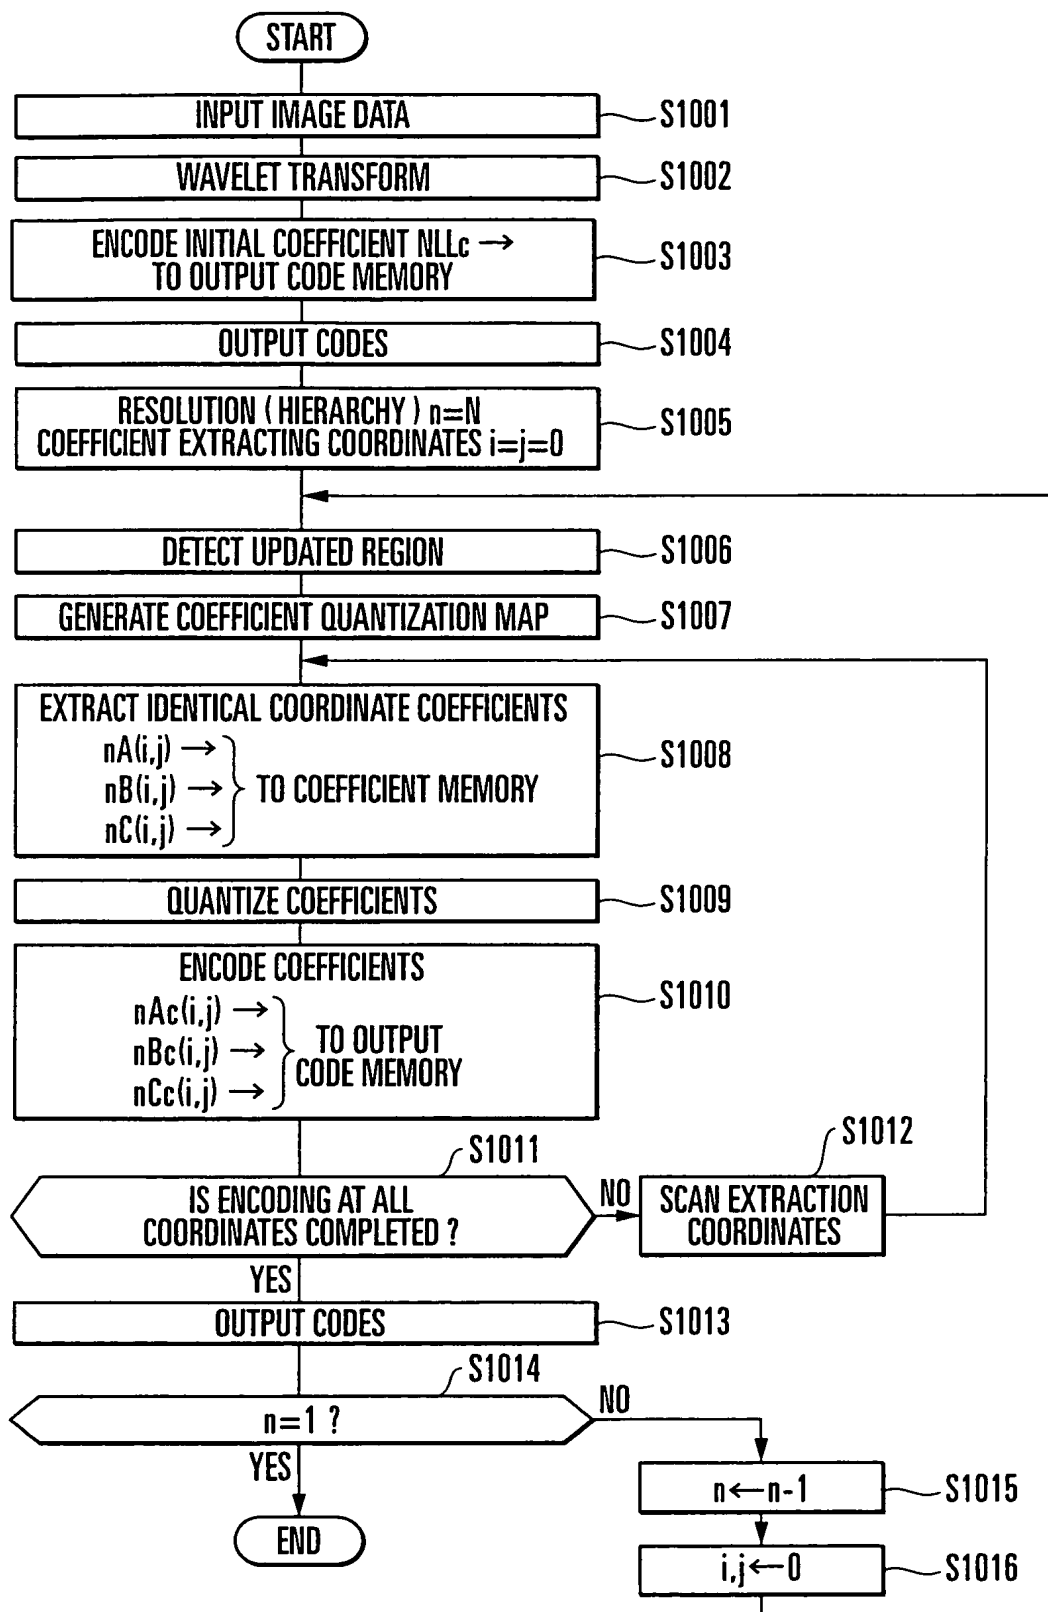 START
INPUT IMAGE DATA
S1001
WAVELET TRANSFORM
S1002
ENCODE INITIAL COEFFICIENT NLLc →
TO OUTPUT CODE MEMORY
S1003
OUTPUT CODES
S1004
RESOLUTION ( HIERARCHY ) n=N
COEFFICIENT EXTRACTING COORDINATES i=j=0
S1005
DETECT UPDATED REGION
S1006
GENERATE COEFFICIENT QUANTIZATION MAP
S1007
EXTRACT IDENTICAL COORDINATE COEFFICIENTS
nA(i,j) →
nB(i,j) → TO COEFFICIENT MEMORY
nC(i,j) →
S1008
QUANTIZE COEFFICIENTS
S1009
ENCODE COEFFICIENTS
nAc(i,j) →
nBc(i,j) →
nCc(i,j) →
TO OUTPUT
CODE MEMORY
S1010
S1011
IS ENCODING AT ALL
COORDINATES COMPLETED ?
NO
S1012
SCAN EXTRACTION
COORDINATES
YES
OUTPUT CODES
S1013
S1014
n=1 ?
NO
YES
n←n-1
S1015
END
i,j←0
S1016